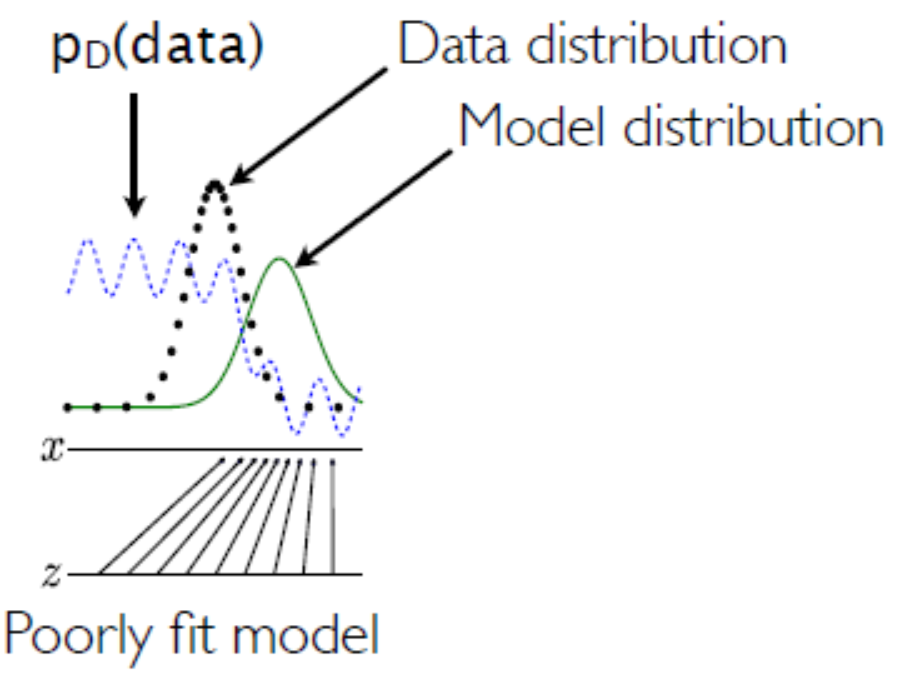 p_D(data)
Data distribution
Model distribution
x
z
Poorly fit model